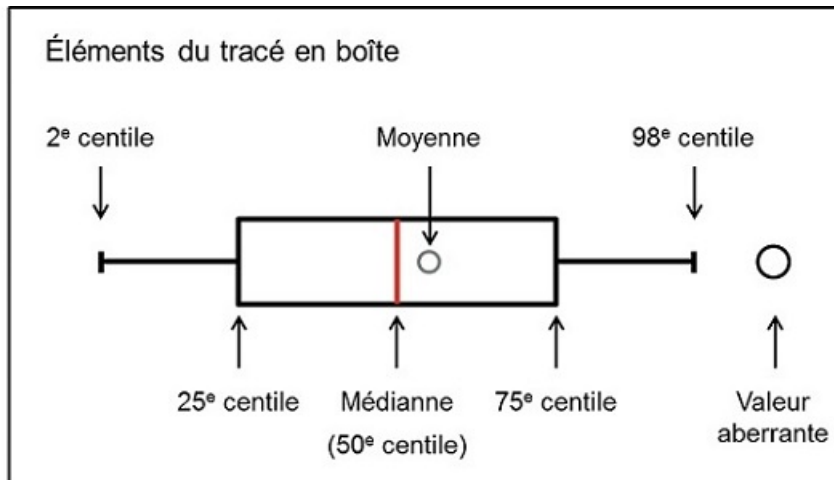 Éléments du tracé en boîte
2ᵉ centile
Moyenne
98ᵉ centile
25ᵉ centile
Médianne
(50ᵉ centile)
75ᵉ centile
Valeur
aberrante